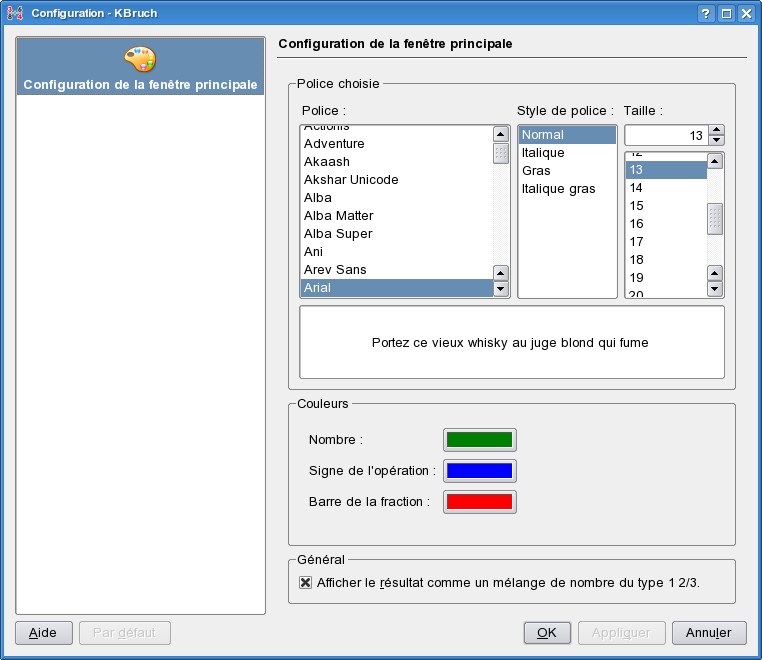 Configuration - KBruch
Configuration de la fenêtre principale
Configuration de la fenêtre principale
Police choisie
Police :
Style de police :
Taille :
Actionis
Adventure
Akaash
Akshar Unicode
Alba
Alba Matter
Alba Super
Ani
Arev Sans
Arial
Normal
Italique
Gras
Italique gras
13
12
13
14
15
16
17
18
19
20
Portez ce vieux whisky au juge blond qui fume
Couleurs
Nombre :
Signe de l'opération :
Barre de la fraction :
Général
Afficher le résultat comme un mélange de nombre du type 1 2/3.
Aide
Par défaut
OK
Appliquer
Annuler